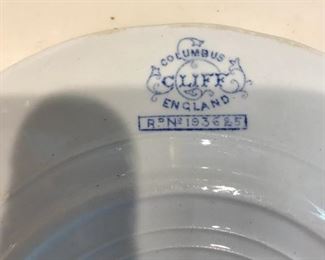 COLUMBUS
CLIFF
ENGLAND
Rᴰ Nº 193625